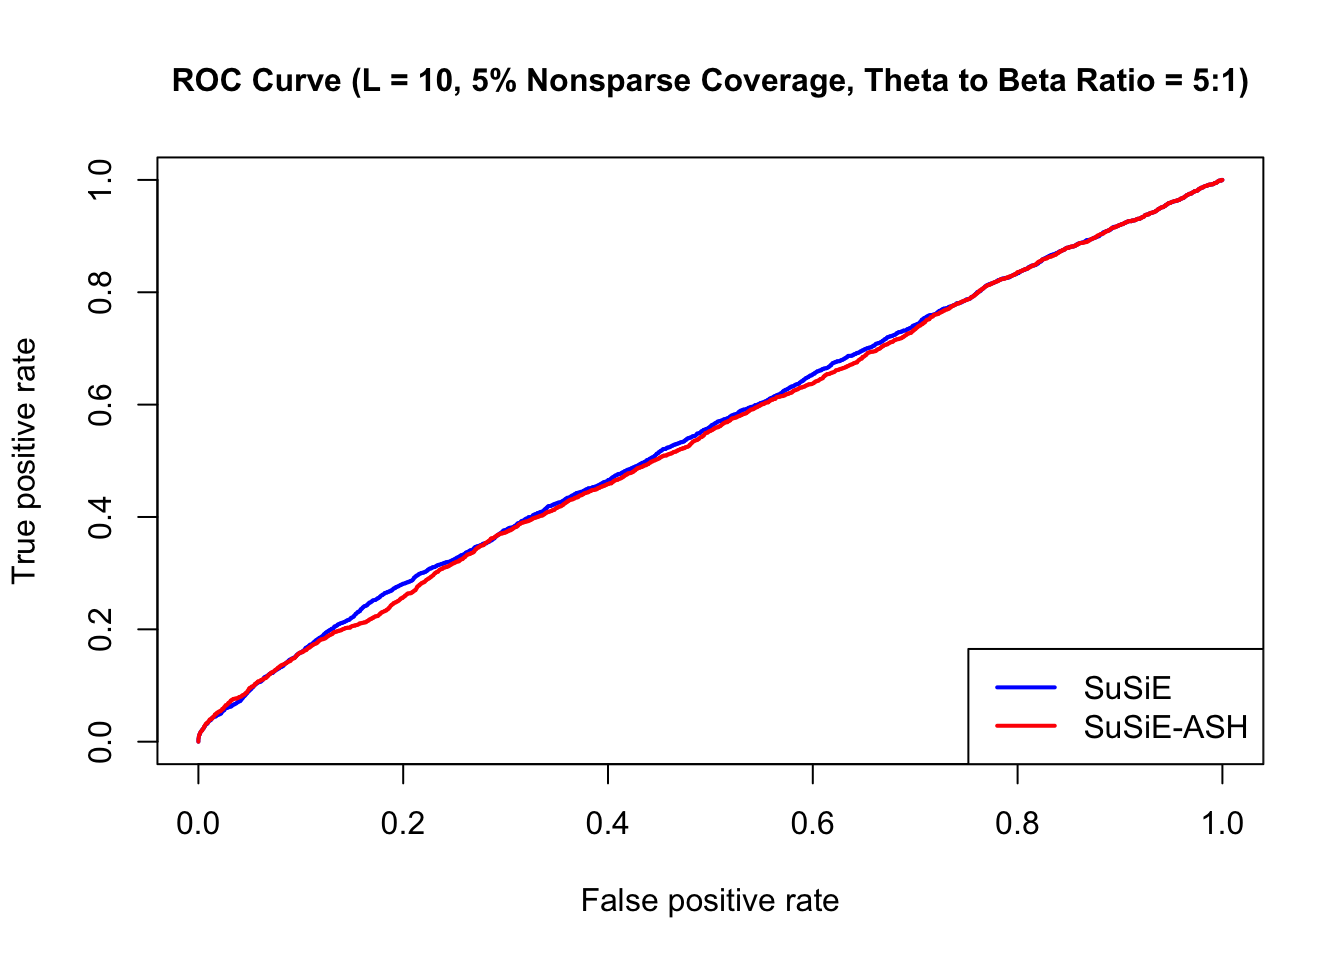 ROC Curve (L = 10, 5% Nonsparse Coverage, Theta to Beta Ratio = 5:1)
True positive rate
1.0
0.8
0.6
0.4
0.2
0.0
SuSiE
SuSiE-ASH
0.0 0.2 0.4 0.6 0.8 1.0
False positive rate